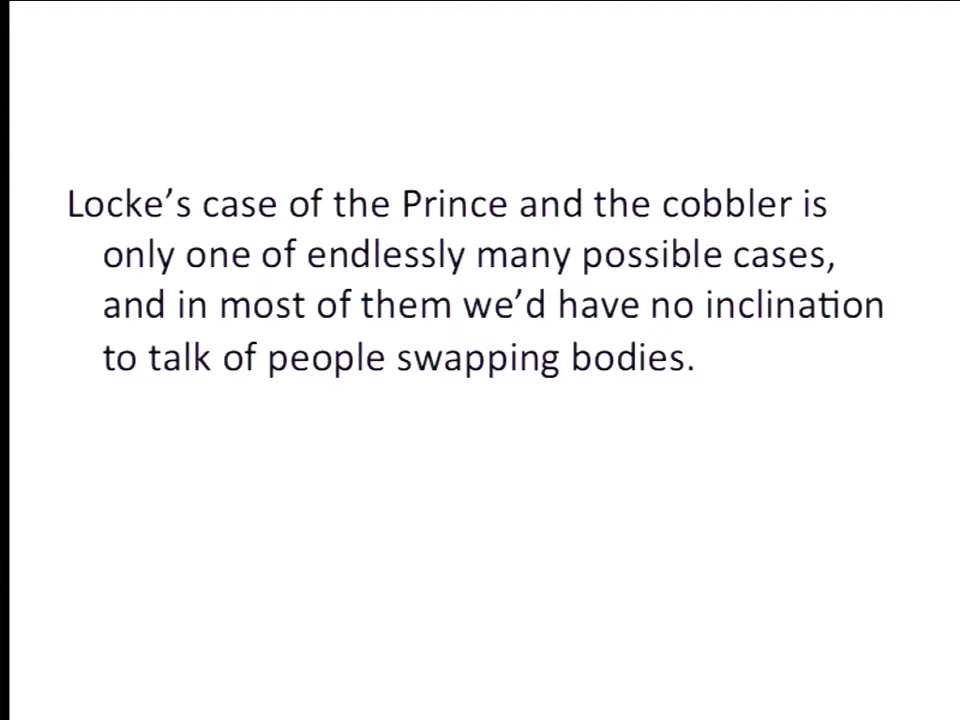 Locke’s case of the Prince and the cobbler is
only one of endlessly many possible cases,
and in most of them we’d have no inclination
to talk of people swapping bodies.